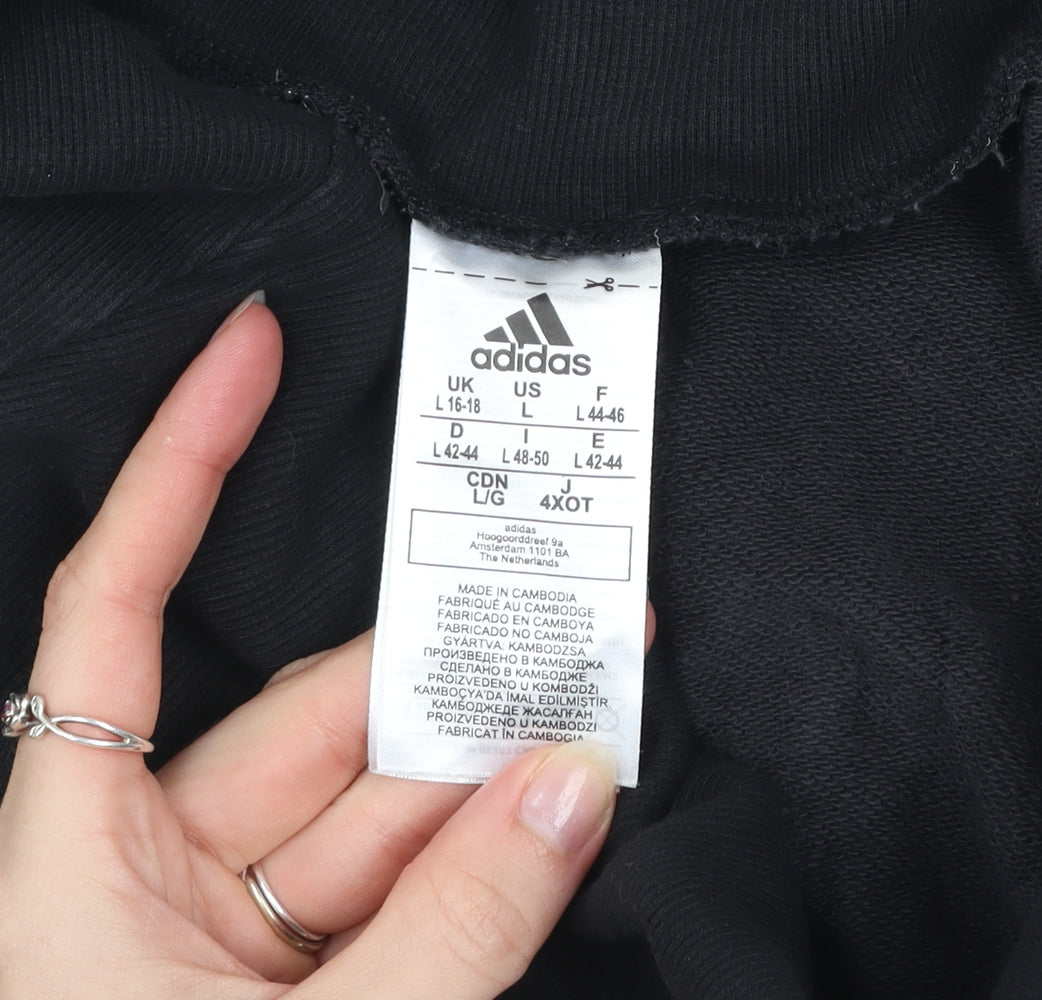 adidas
UK US F
L 16-18 L L 44-46
D I E
L 42-44 L 48-50 L 42-44
CDN J
L/G 4XOT
adidas
Hoogoorddreef 9a
Amsterdam 1101 BA
The Netherlands
MADE IN CAMBODIA
FABRIQUÉ AU CAMBODGE
FABRICADO EN CAMBOYA
FABRICADO NO CAMBOJA
GYÁRTVA: KAMBODZSA
ПРОИЗВЕДЕНО В КАМБОДЖА
СДЕЛАНО В КАМБОДЖЕ
PROIZVEDENO U KOMBODŽI
KAMBOÇYA'DA İMAL EDİLMİŞTİR
КАМБОДЖЕДЕ ЖАСАЛҒАН
PROIZVEDENO U KAMBODZI
FABRICAT ÎN CAMBOGIA